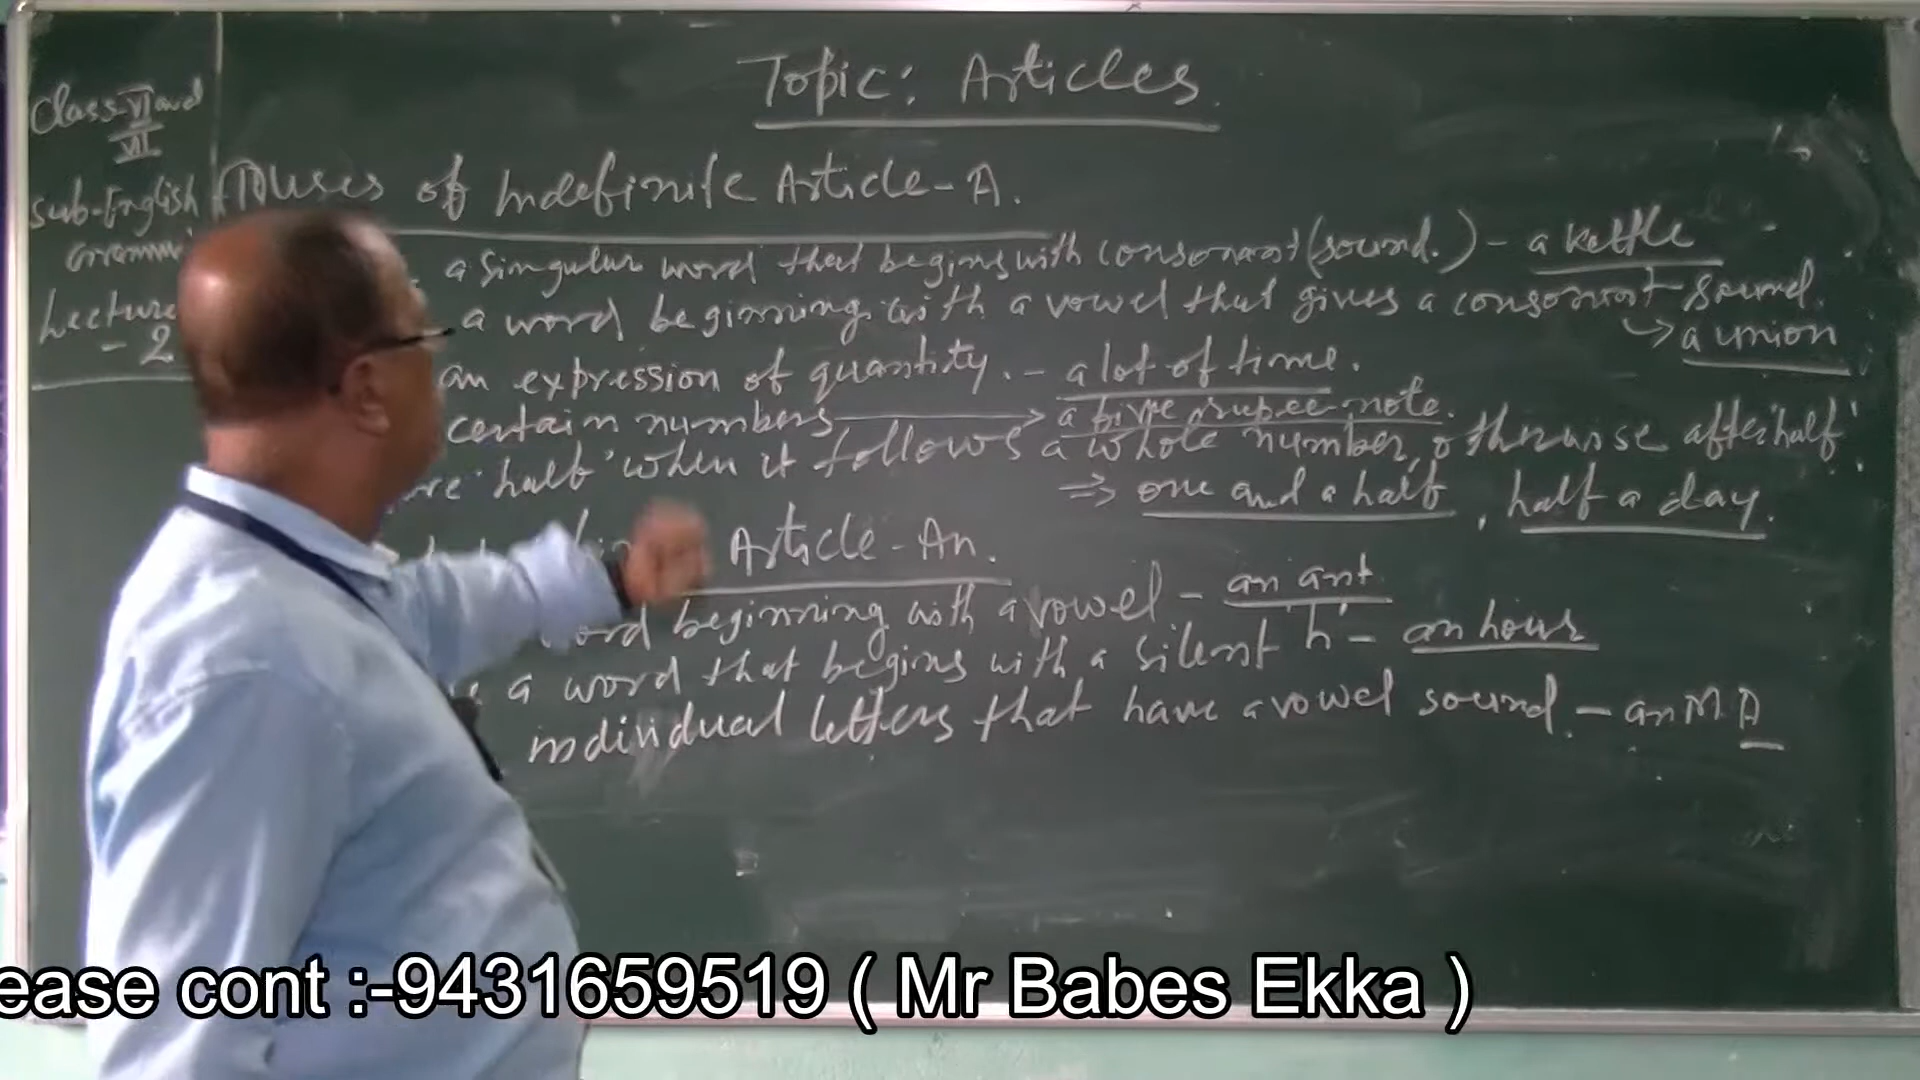 Topic: Articles.
Class-VI and
VII
Sub-English
Gramm
Lecture
- 2
(1) Uses of Indefinite Article-A.
a singular word that begins with consonant (sound.) - a kettle
a word beginning with a vowel that gives a consonant sound.
→ a union
an expression of quantity. - a lot of time.
certain numbers → a five rupee note.
'half' when it follows a whole number, otherwise after 'half'.
⇒ one and a half, half a day.
Article - An.
beginning with a vowel - an ant
a word that begins with a silent 'h' - an hour
individual letters that have a vowel sound. - an M.A
ease cont :-9431659519 ( Mr Babes Ekka )